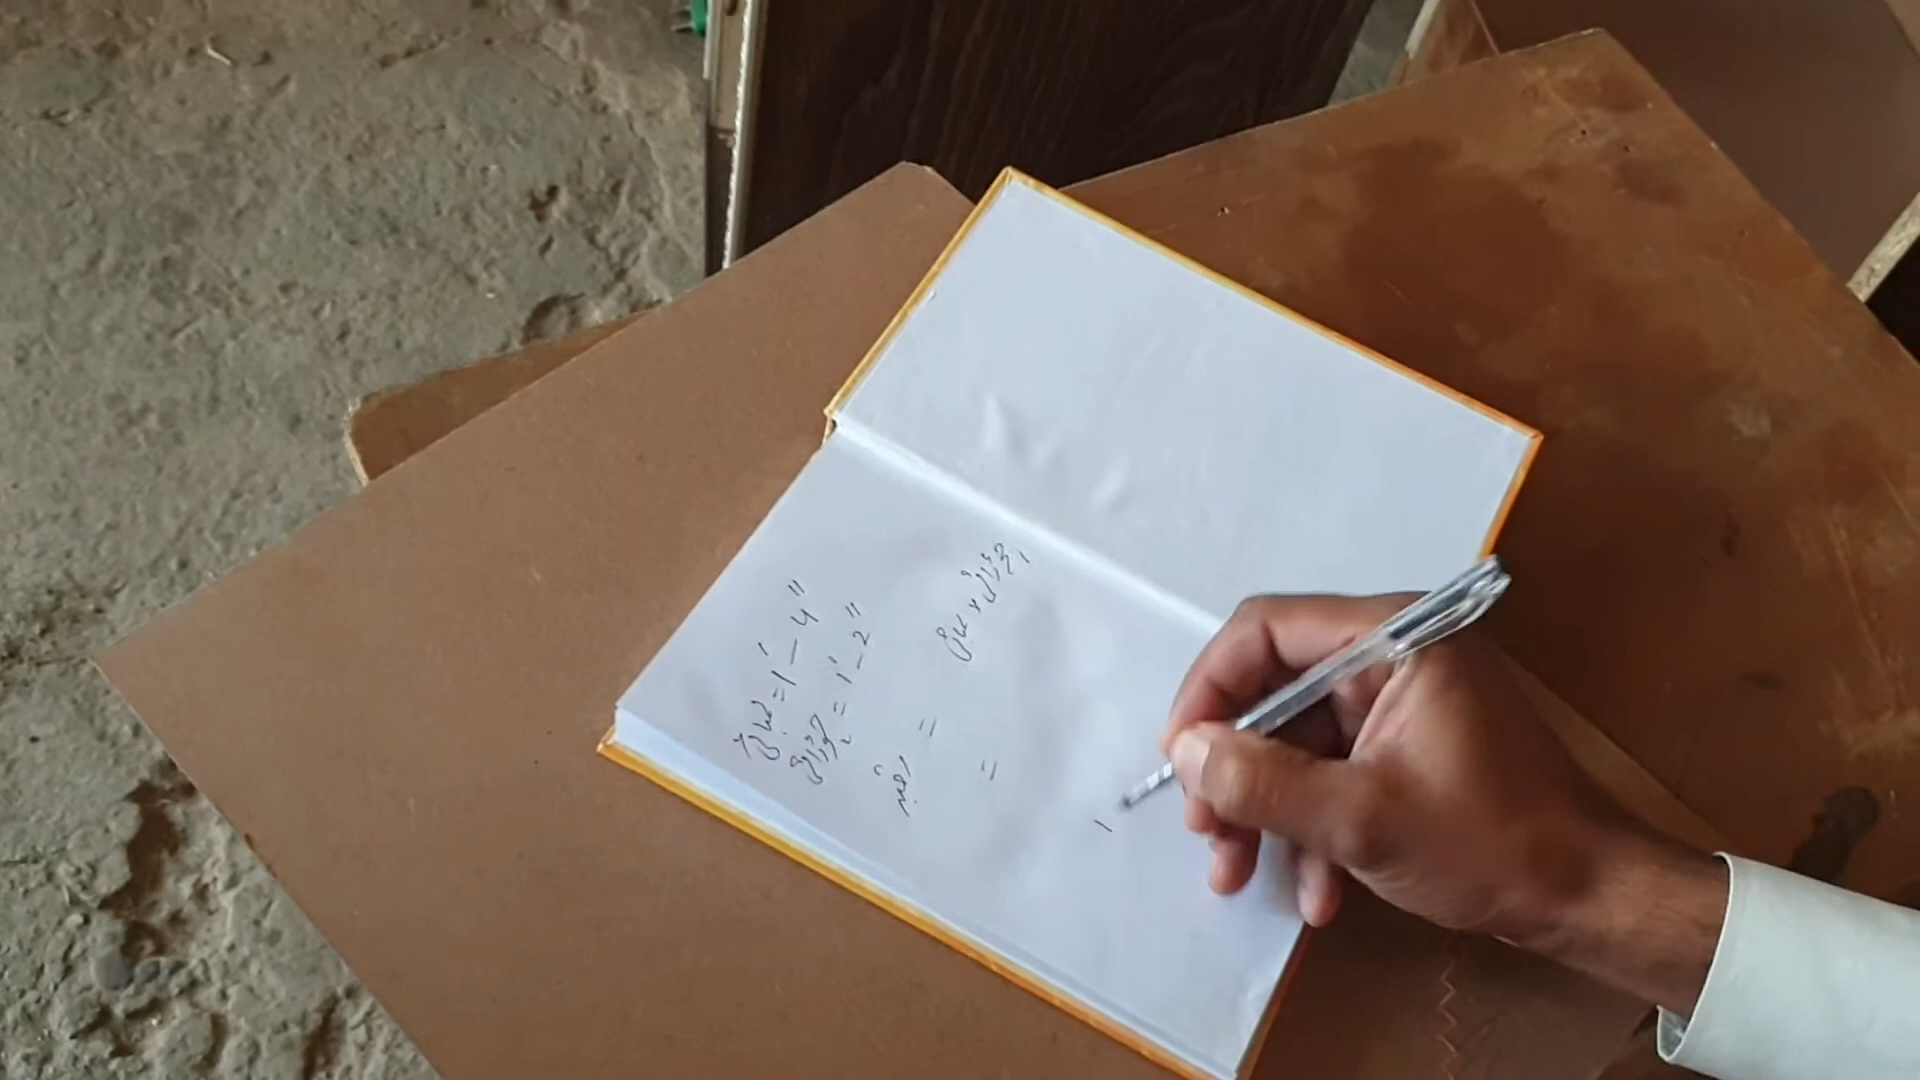 لمبائی = 1' - 4"
چوڑائی = 1' - 2"
رقبہ = لمبائی x چوڑائی
=
1